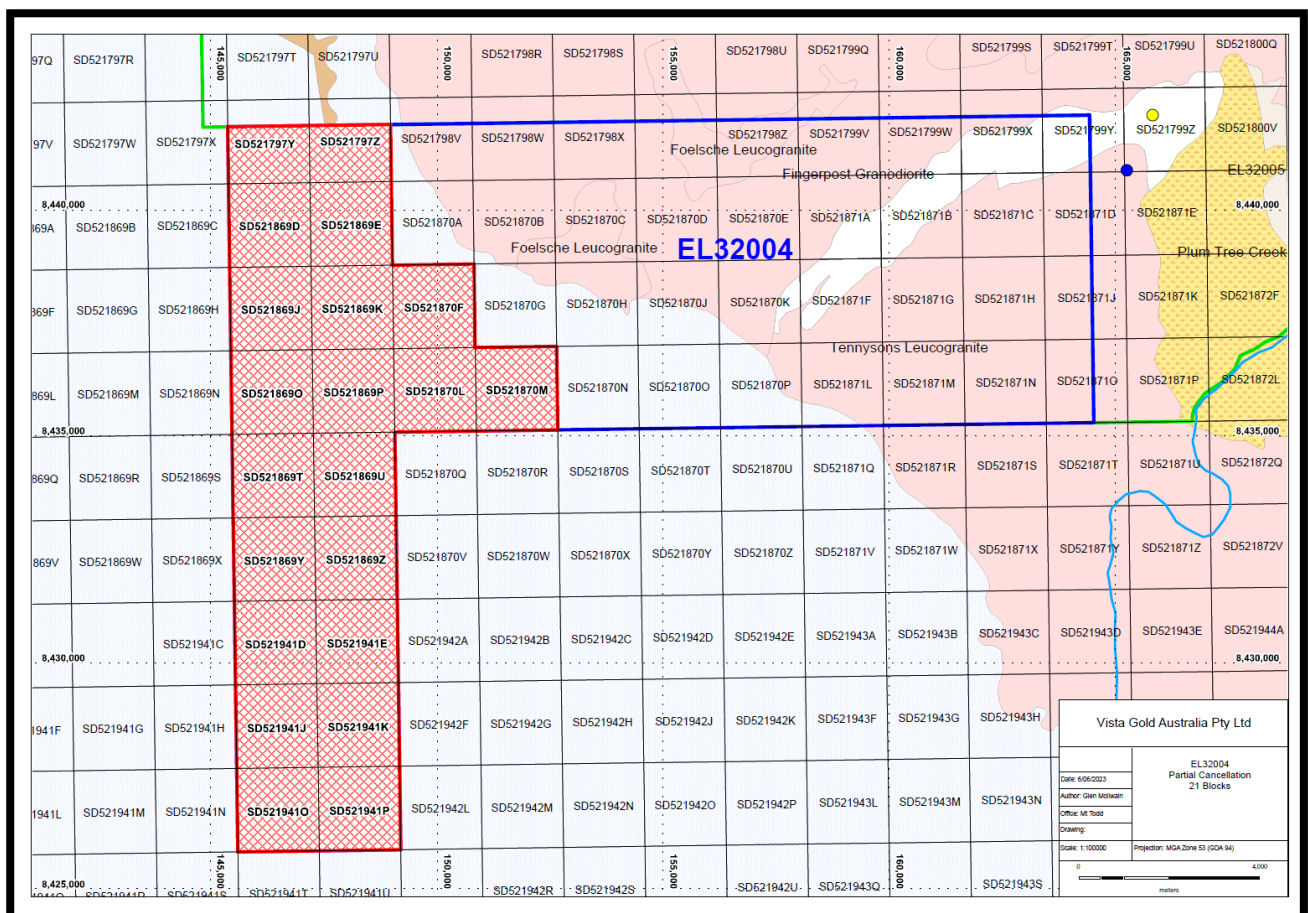 97Q SD521797R 145,000 SD521797T SD521797U 150,000 SD521798R SD521798S 155,000 SD521798U SD521799Q 160,000 SD521799S SD521799T 165,000 SD521799U SD521800Q
97V SD521797W SD521797X SD521797Y SD521797Z SD521798V SD521798W SD521798X SD521798Z SD521799V SD521799W SD521799X SD521799Y SD521799Z SD521800V
Foelsche Leucogranite
Fingerpost Granodiorite EL32005
8,440,000 8,440,000
869A SD521869B SD521869C SD521869D SD521869E SD521870A SD521870B SD521870C SD521870D SD521870E SD521871A SD521871B SD521871C SD521871D SD521871E
Foelsche Leucogranite EL32004 Plum Tree Creek
869F SD521869G SD521869H SD521869J SD521869K SD521870F SD521870G SD521870H SD521870J SD521870K SD521871F SD521871G SD521871H SD521871J SD521871K SD521872F
Tennysons Leucogranite
869L SD521869M SD521869N SD521869O SD521869P SD521870L SD521870M SD521870N SD521870O SD521870P SD521871L SD521871M SD521871N SD521871O SD521871P SD521872L
8,435,000 8,435,000
869Q SD521869R SD521869S SD521869T SD521869U SD521870Q SD521870R SD521870S SD521870T SD521870U SD521871Q SD521871R SD521871S SD521871T SD521871U SD521872Q
869V SD521869W SD521869X SD521869Y SD521869Z SD521870V SD521870W SD521870X SD521870Y SD521870Z SD521871V SD521871W SD521871X SD521871Y SD521871Z SD521872V
SD521941C SD521941D SD521941E SD521942A SD521942B SD521942C SD521942D SD521942E SD521943A SD521943B SD521943C SD521943D SD521943E SD521944A
8,430,000 8,430,000
1941F SD521941G SD521941H SD521941J SD521941K SD521942F SD521942G SD521942H SD521942J SD521942K SD521943F SD521943G SD521943H
1941L SD521941M SD521941N SD521941O SD521941P SD521942L SD521942M SD521942N SD521942O SD521942P SD521943L SD521943M SD521943N
8,425,000 145,000 SD521941T SD521941U 150,000 SD521942R SD521942S 155,000 SD521942U SD521943Q 160,000 SD521943S
Vista Gold Australia Pty Ltd
EL32004
Partial Cancellation
21 Blocks
Date: 6/06/2023
Author: Glen McIlwain
Office: Mt Todd
Drawing:
Scale: 1:100000 Projection: MGA Zone 53 (GDA 94)
0 4,000
meters